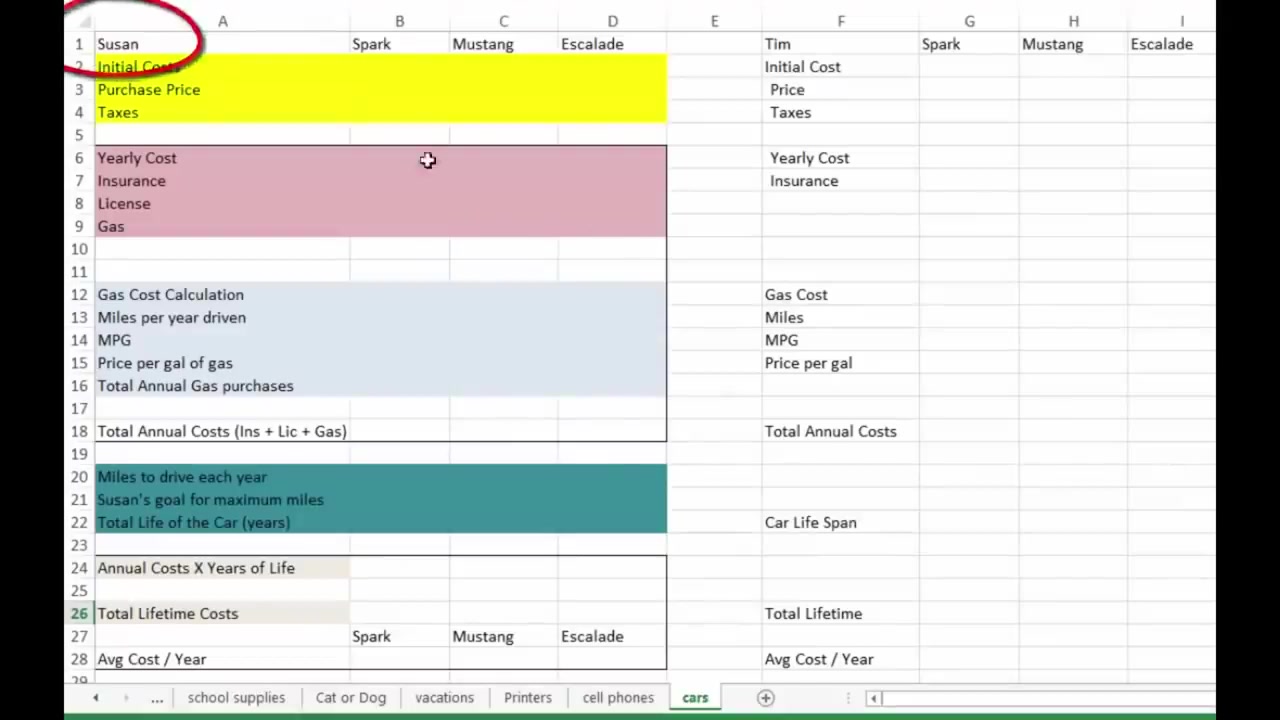 A B C D E F G H I
1 Susan Spark Mustang Escalade Tim Spark Mustang Escalade
2 Initial Costs Initial Cost
3 Purchase Price Price
4 Taxes Taxes
5
6 Yearly Cost Yearly Cost
7 Insurance Insurance
8 License
9 Gas
10
11
12 Gas Cost Calculation Gas Cost
13 Miles per year driven Miles
14 MPG MPG
15 Price per gal of gas Price per gal
16 Total Annual Gas purchases
17
18 Total Annual Costs (Ins + Lic + Gas) Total Annual Costs
19
20 Miles to drive each year
21 Susan's goal for maximum miles
22 Total Life of the Car (years) Car Life Span
23
24 Annual Costs X Years of Life
25
26 Total Lifetime Costs Total Lifetime
27 Spark Mustang Escalade
28 Avg Cost / Year Avg Cost / Year
29
... school supplies Cat or Dog vacations Printers cell phones cars